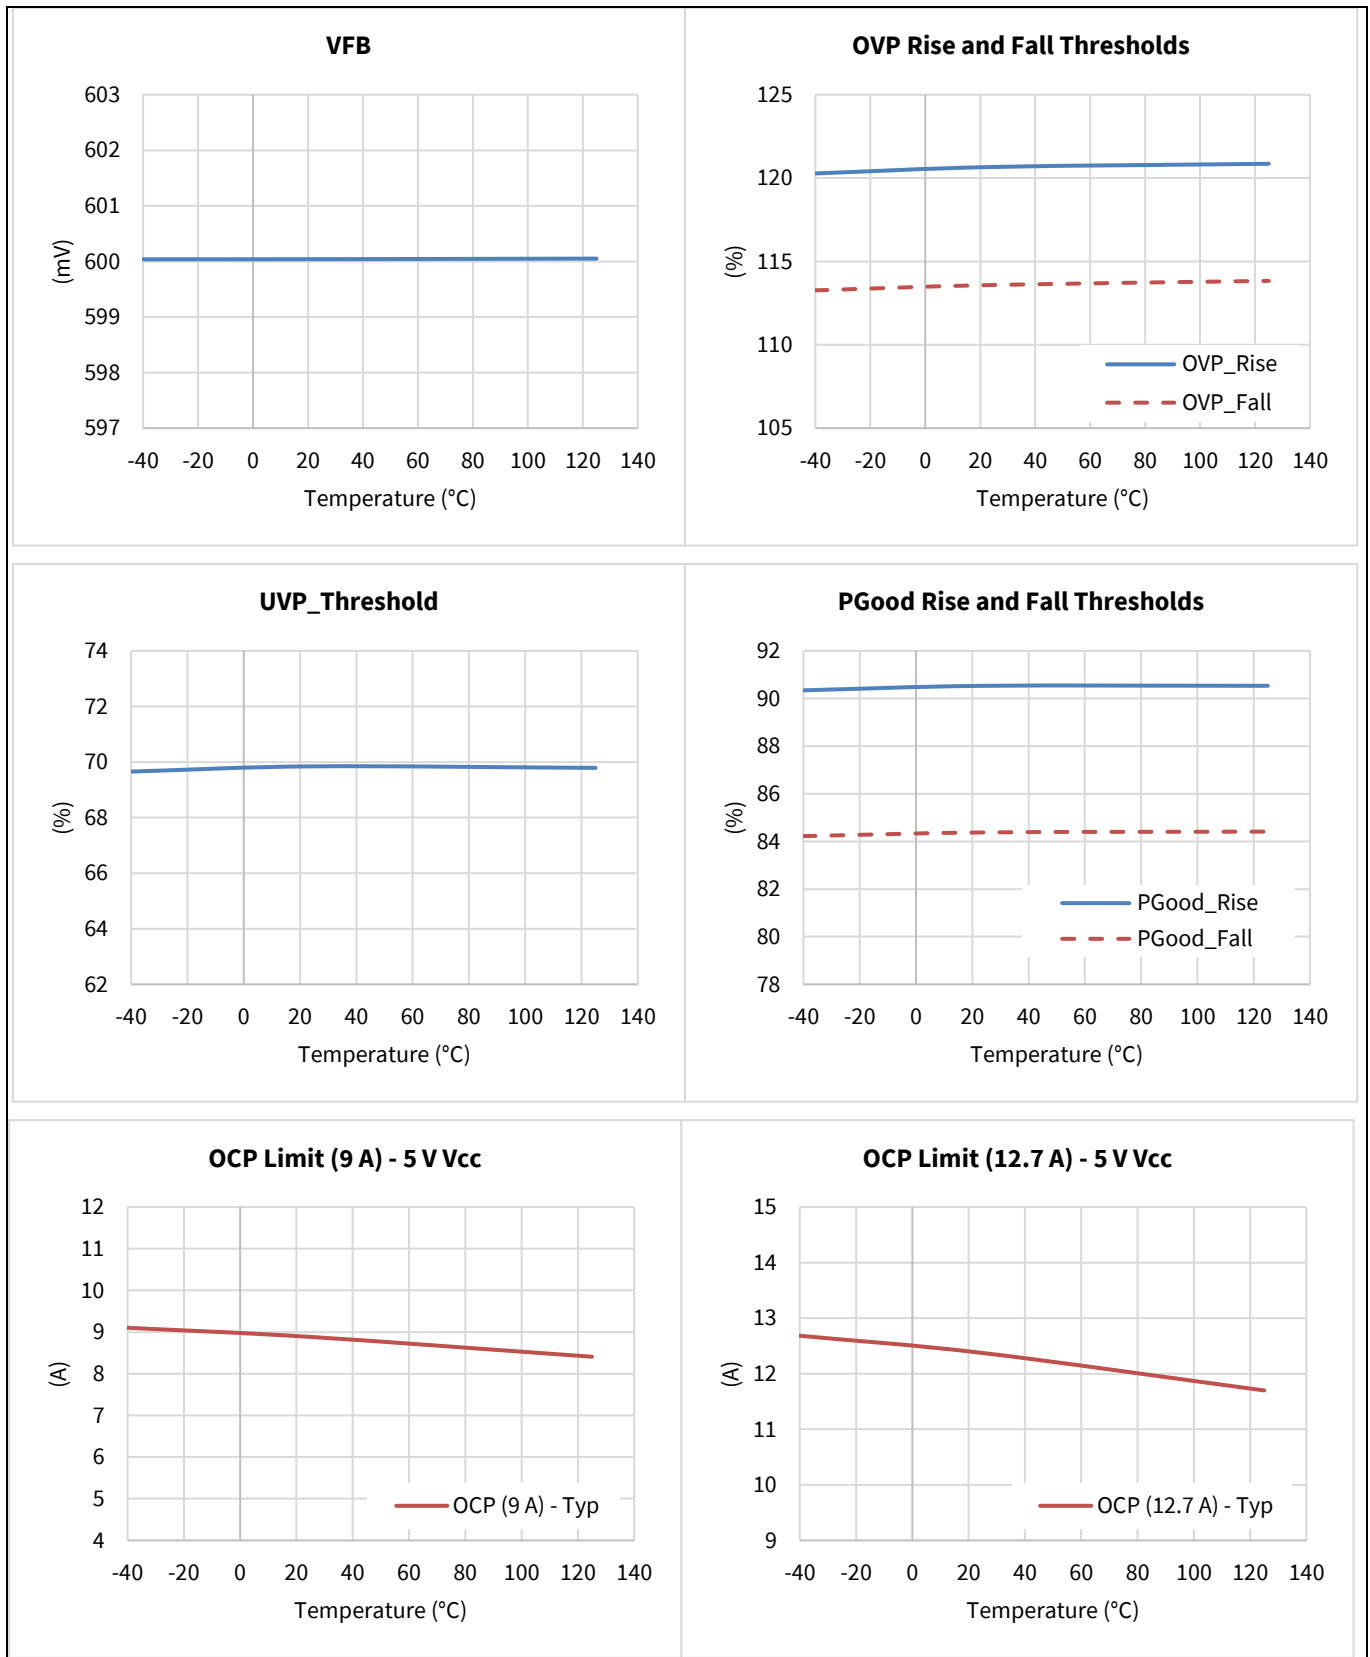 VFB
603
602
601
600
599
598
597
(mV)
-40 -20 0 20 40 60 80 100 120 140
Temperature (°C)
OVP Rise and Fall Thresholds
125
120
115
110
105
(%)
OVP_Rise
OVP_Fall
-40 -20 0 20 40 60 80 100 120 140
Temperature (°C)
UVP_Threshold
74
72
70
68
66
64
62
(%)
-40 -20 0 20 40 60 80 100 120 140
Temperature (°C)
PGood Rise and Fall Thresholds
92
90
88
86
84
82
80
78
(%)
PGood_Rise
PGood_Fall
-40 -20 0 20 40 60 80 100 120 140
Temperature (°C)
OCP Limit (9 A) - 5 V Vcc
12
11
10
9
8
7
6
5
4
(A)
OCP (9 A) - Typ
-40 -20 0 20 40 60 80 100 120 140
Temperature (°C)
OCP Limit (12.7 A) - 5 V Vcc
15
14
13
12
11
10
9
(A)
OCP (12.7 A) - Typ
-40 -20 0 20 40 60 80 100 120 140
Temperature (°C)